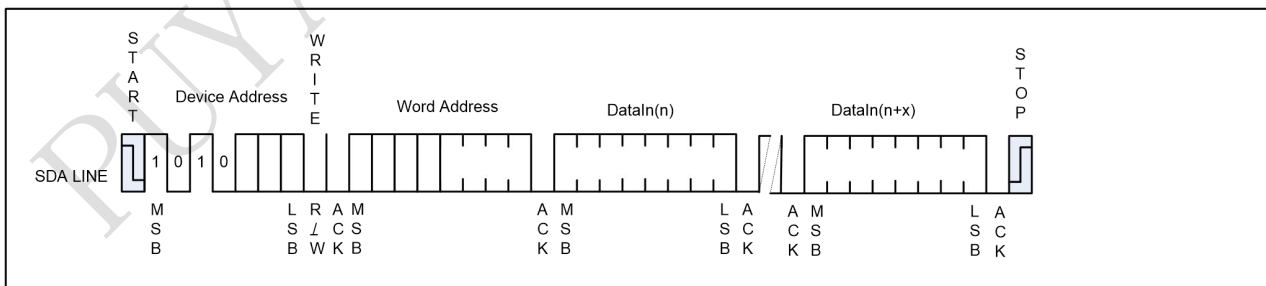 PUY
START
WRITE
STOP
Device Address
Word Address
DataIn(n)
DataIn(n+x)
SDA LINE
1 0 1 0
MSB
LSB
R/W
ACK
MSB
ACK
MSB
LSB
ACK
ACK
MSB
LSB
ACK